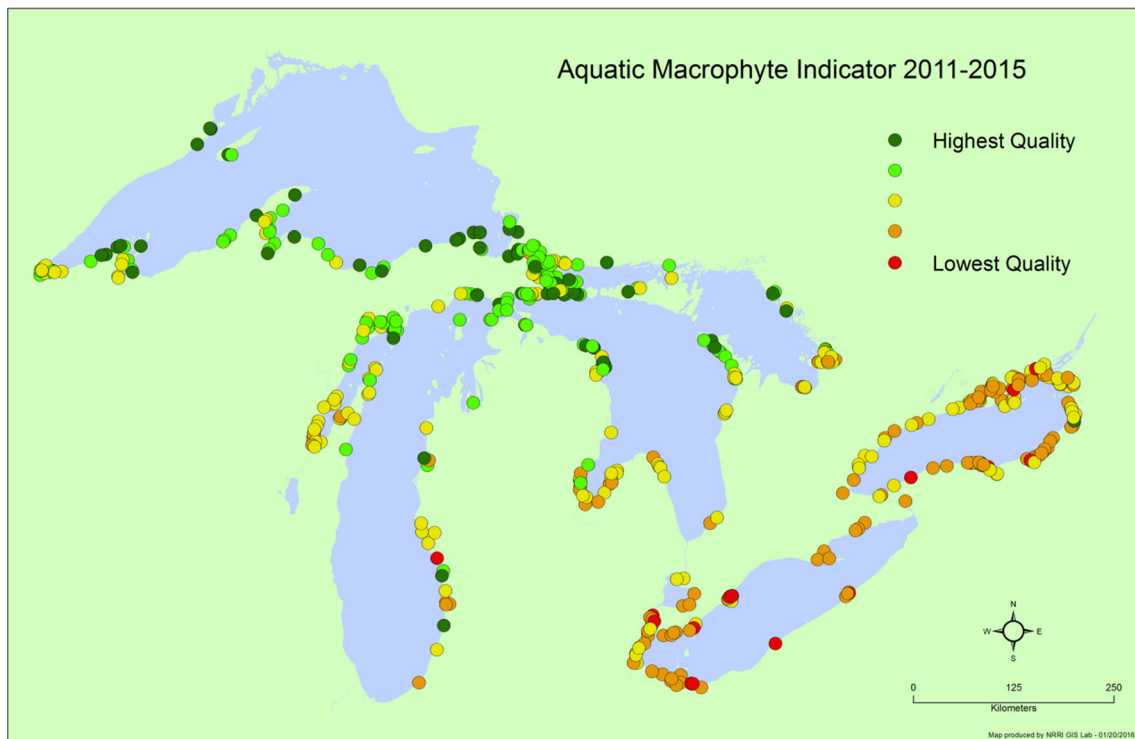 Aquatic Macrophyte Indicator 2011-2015
Highest Quality
Lowest Quality
N
W E
S
0 125 250
Kilometers
Map produced by NRRI GIS Lab - 01/20/2016